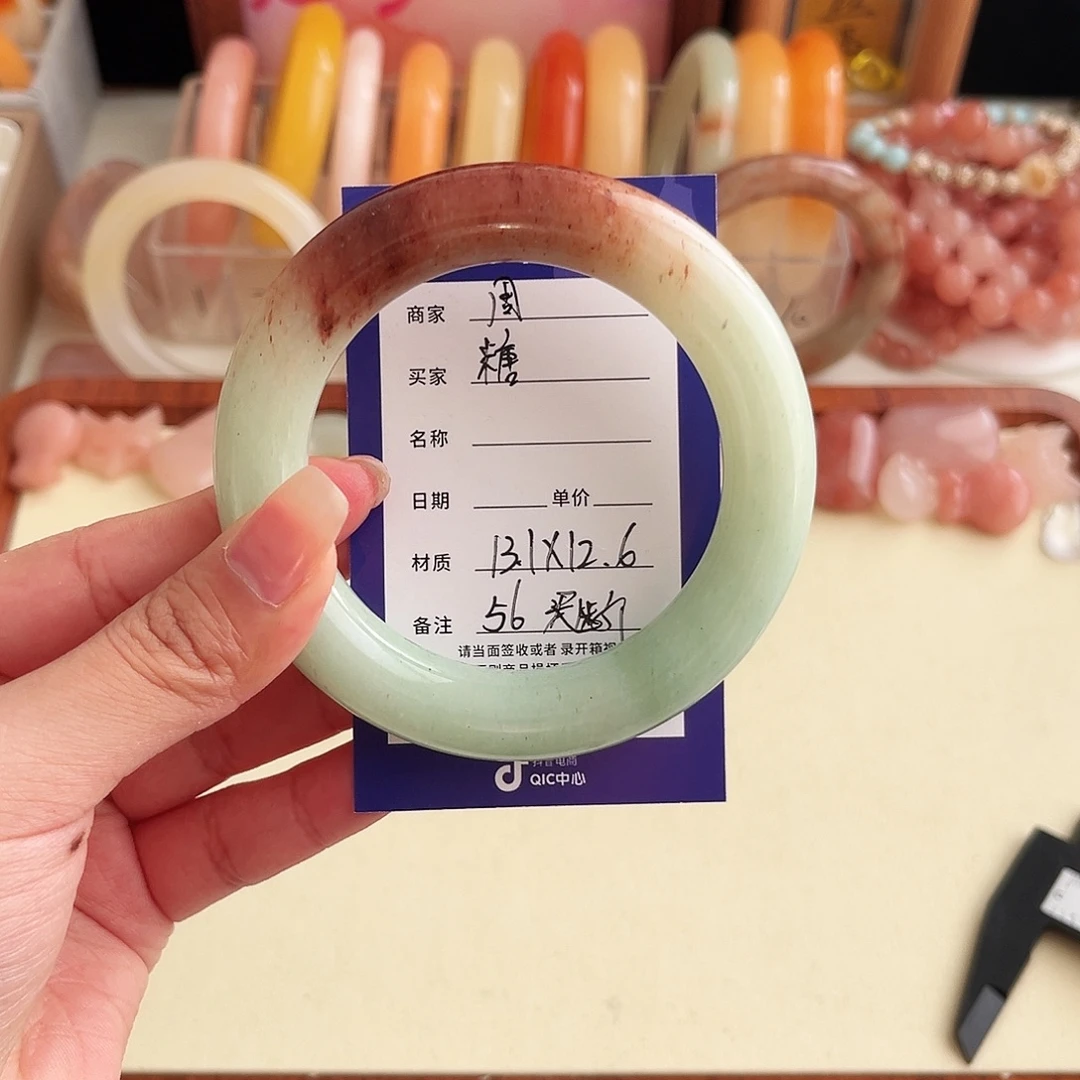 商家 周
买家 糖
名称
日期 单价
材质 13.1X12.6
备注 56
请当面签收或者录开箱视
抖音电商
QIC中心